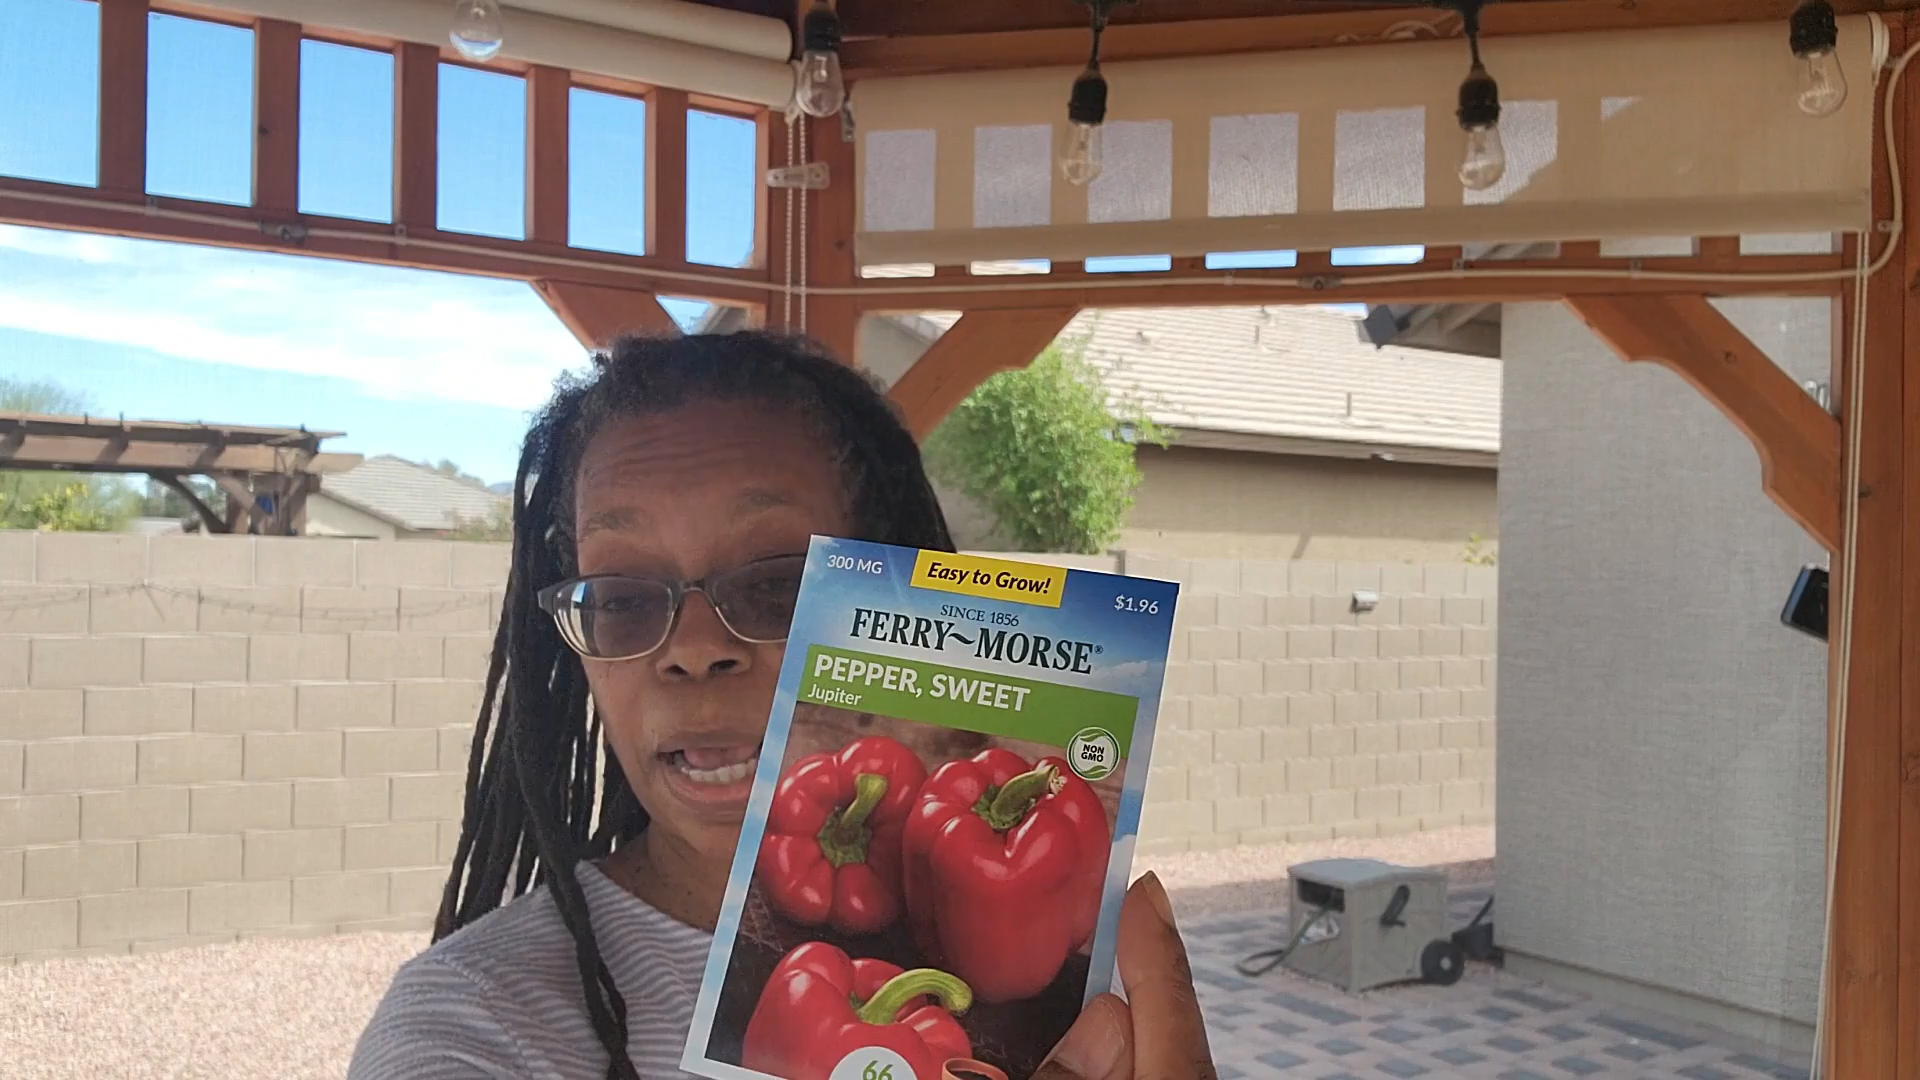 300 MG
Easy to Grow!
$1.96
SINCE 1856
FERRY~MORSE®
PEPPER, SWEET
Jupiter
NON
GMO
66